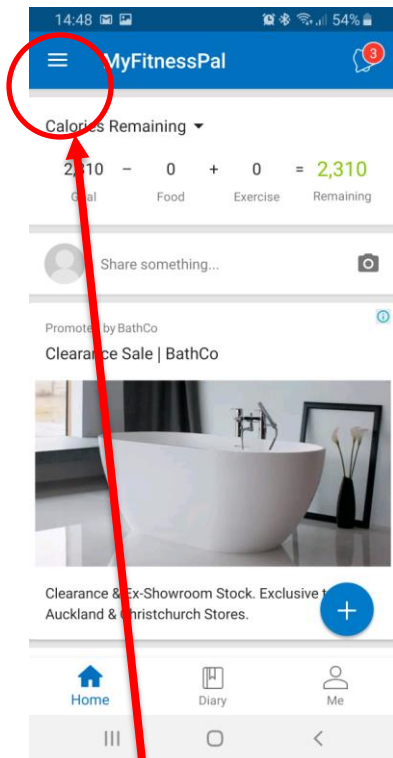 14:48 54%
MyFitnessPal
3
Calories Remaining
2,310 – 0 + 0 = 2,310
Goal Food Exercise Remaining
Share something...
Promoted by BathCo
Clearance Sale | BathCo
Clearance & Ex-Showroom Stock. Exclusive
Auckland & Christchurch Stores.
+
Home Diary Me